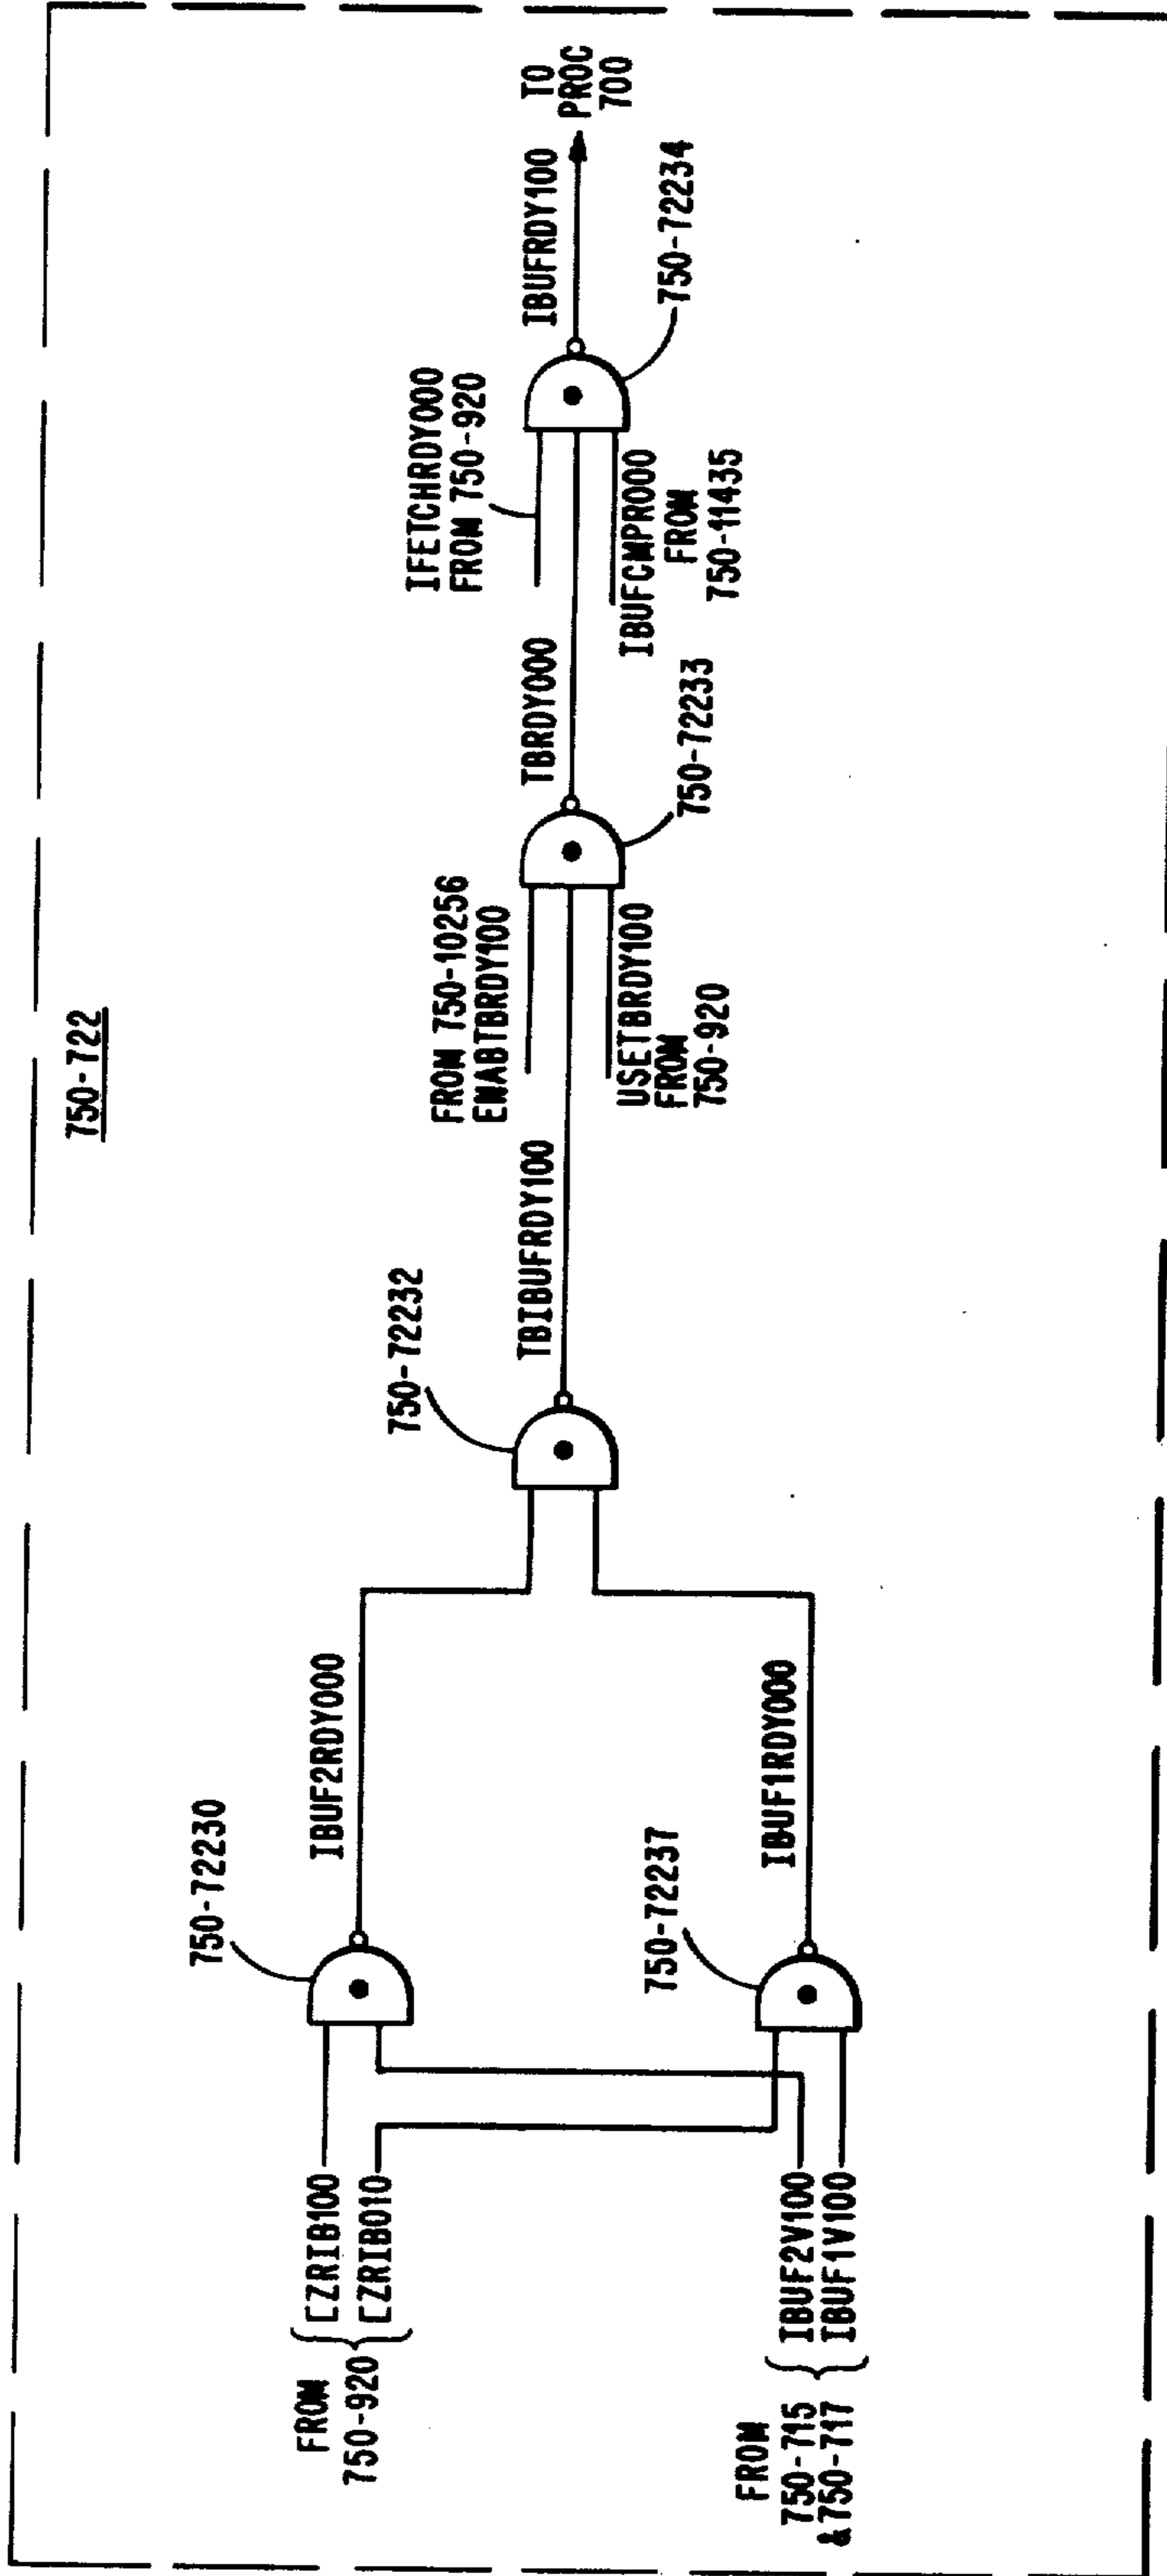 750-722
FROM
750-920
[ZRIB100
[ZRIB010
FROM
750-715
&750-717
IBUF2V100
IBUF1V100
750-72230
IBUF2RDY000
750-72237
IBUF1RDY000
750-72232
TBIBUFRDY100
FROM 750-10256
ENABTBRDY100
USETBRDY100
FROM
750-920
750-72233
TBRDY000
IFETCHRDY000
FROM 750-920
IBUFCMPR000
FROM
750-11435
750-72234
IBUFRDY100
TO
PROC
700